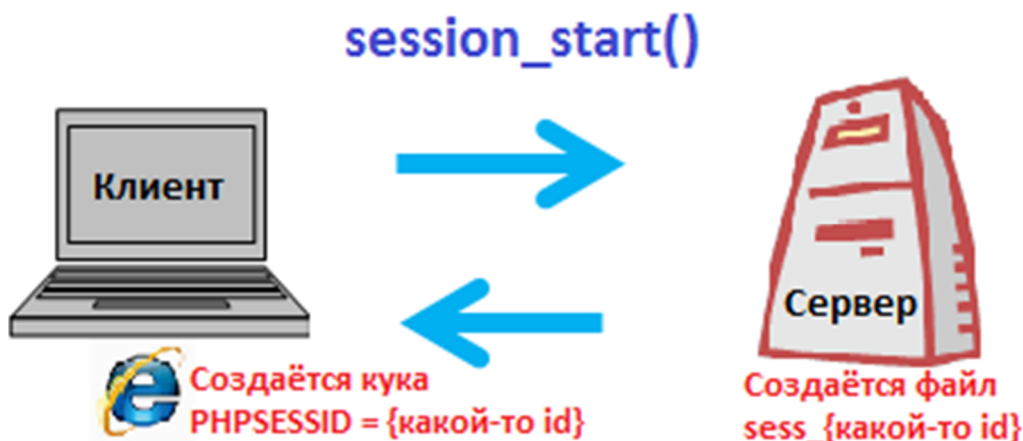 session_start()
Клиент
Сервер
Создаётся кука
PHPSESSID = {какой-то id}
Создаётся файл
sess_{какой-то id}